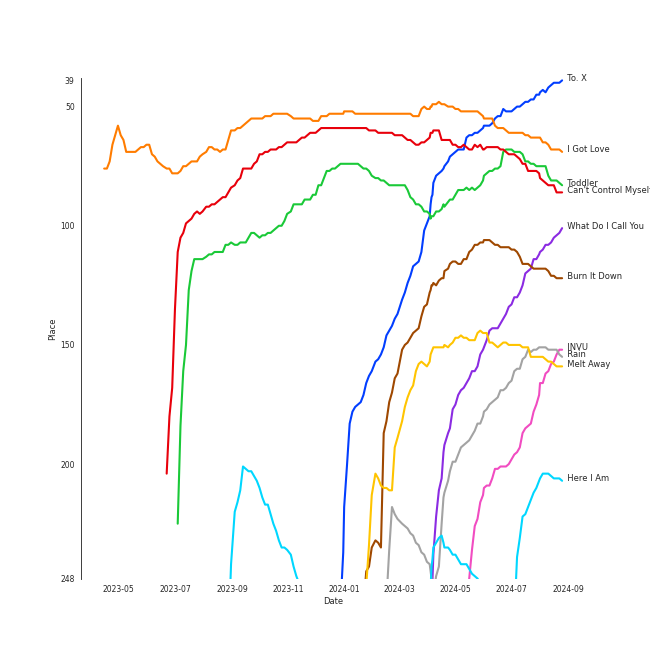 39
50
100
150
200
248
Place
2023-05
2023-07
2023-09
2023-11
2024-01
2024-03
2024-05
2024-07
2024-09
Date
To. X
I Got Love
Toddler
Can't Control Mysel
What Do I Call You
Burn It Down
INVU
Rain
Melt Away
Here I Am